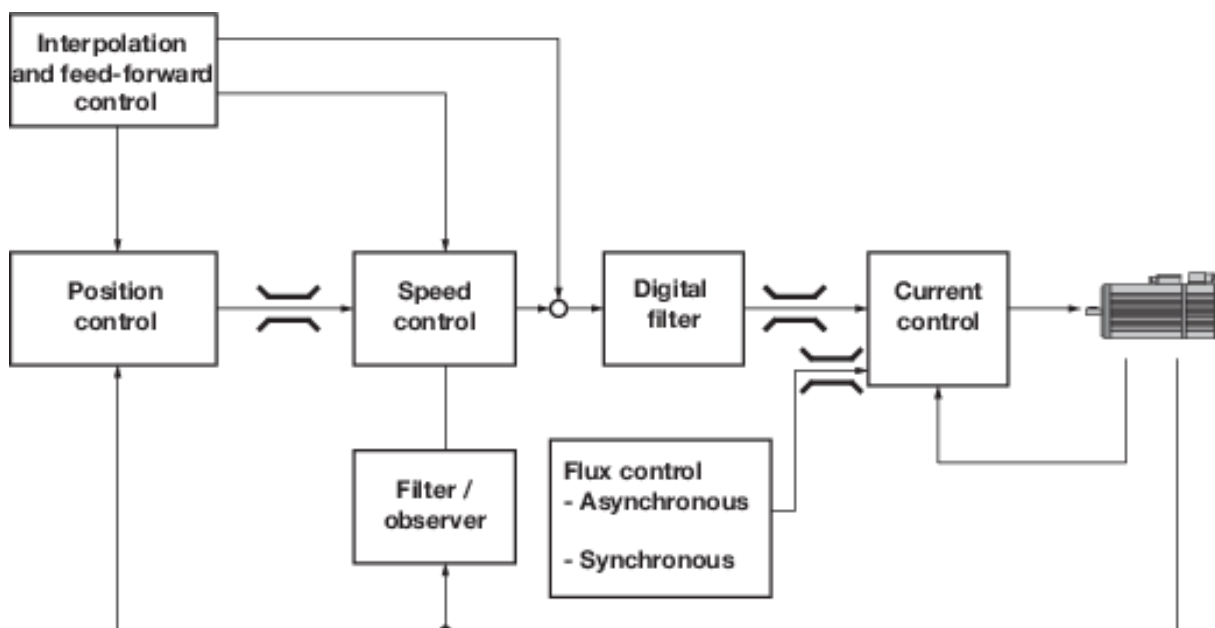 Interpolation
and feed-forward
control
Position
control
Speed
control
Digital
filter
Current
control
Filter /
observer
Flux control
- Asynchronous
- Synchronous